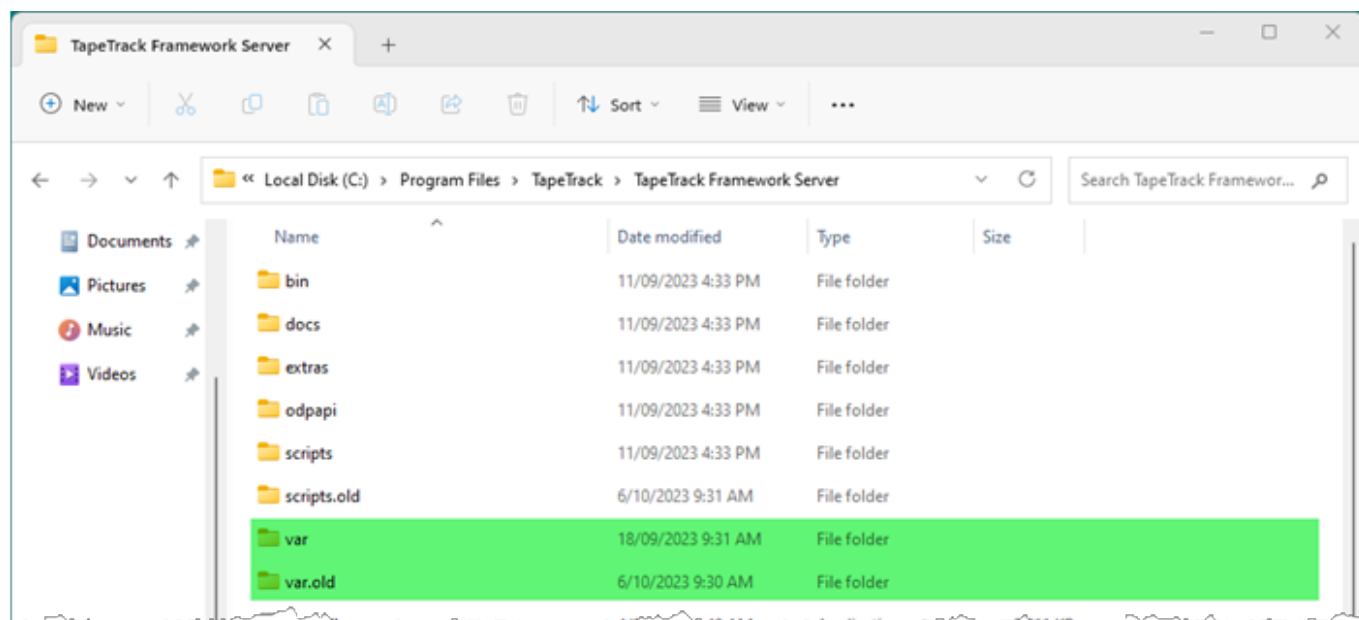 TapeTrack Framework Server
New
Sort
View
« Local Disk (C:) > Program Files > TapeTrack > TapeTrack Framework Server
Search TapeTrack Framewor...
Documents
Pictures
Music
Videos
Name Date modified Type Size
bin 11/09/2023 4:33 PM File folder
docs 11/09/2023 4:33 PM File folder
extras 11/09/2023 4:33 PM File folder
odpapi 11/09/2023 4:33 PM File folder
scripts 11/09/2023 4:33 PM File folder
scripts.old 6/10/2023 9:31 AM File folder
var 18/09/2023 9:31 AM File folder
var.old 6/10/2023 9:30 AM File folder